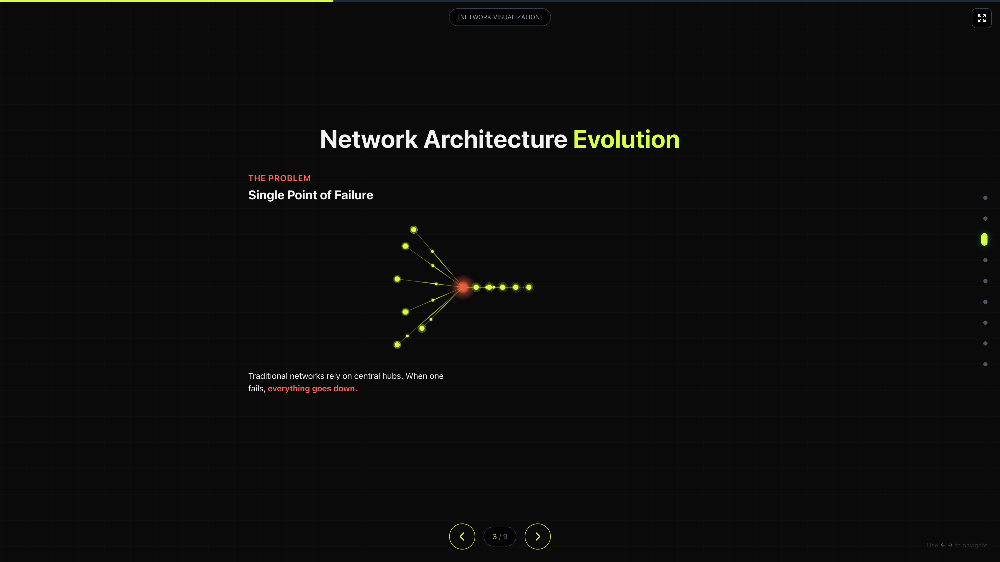 [NETWORK VISUALIZATION]
Network Architecture Evolution
THE PROBLEM
Single Point of Failure
Traditional networks rely on central hubs. When one
fails, everything goes down.
3 / 9
Use ← → to navigate